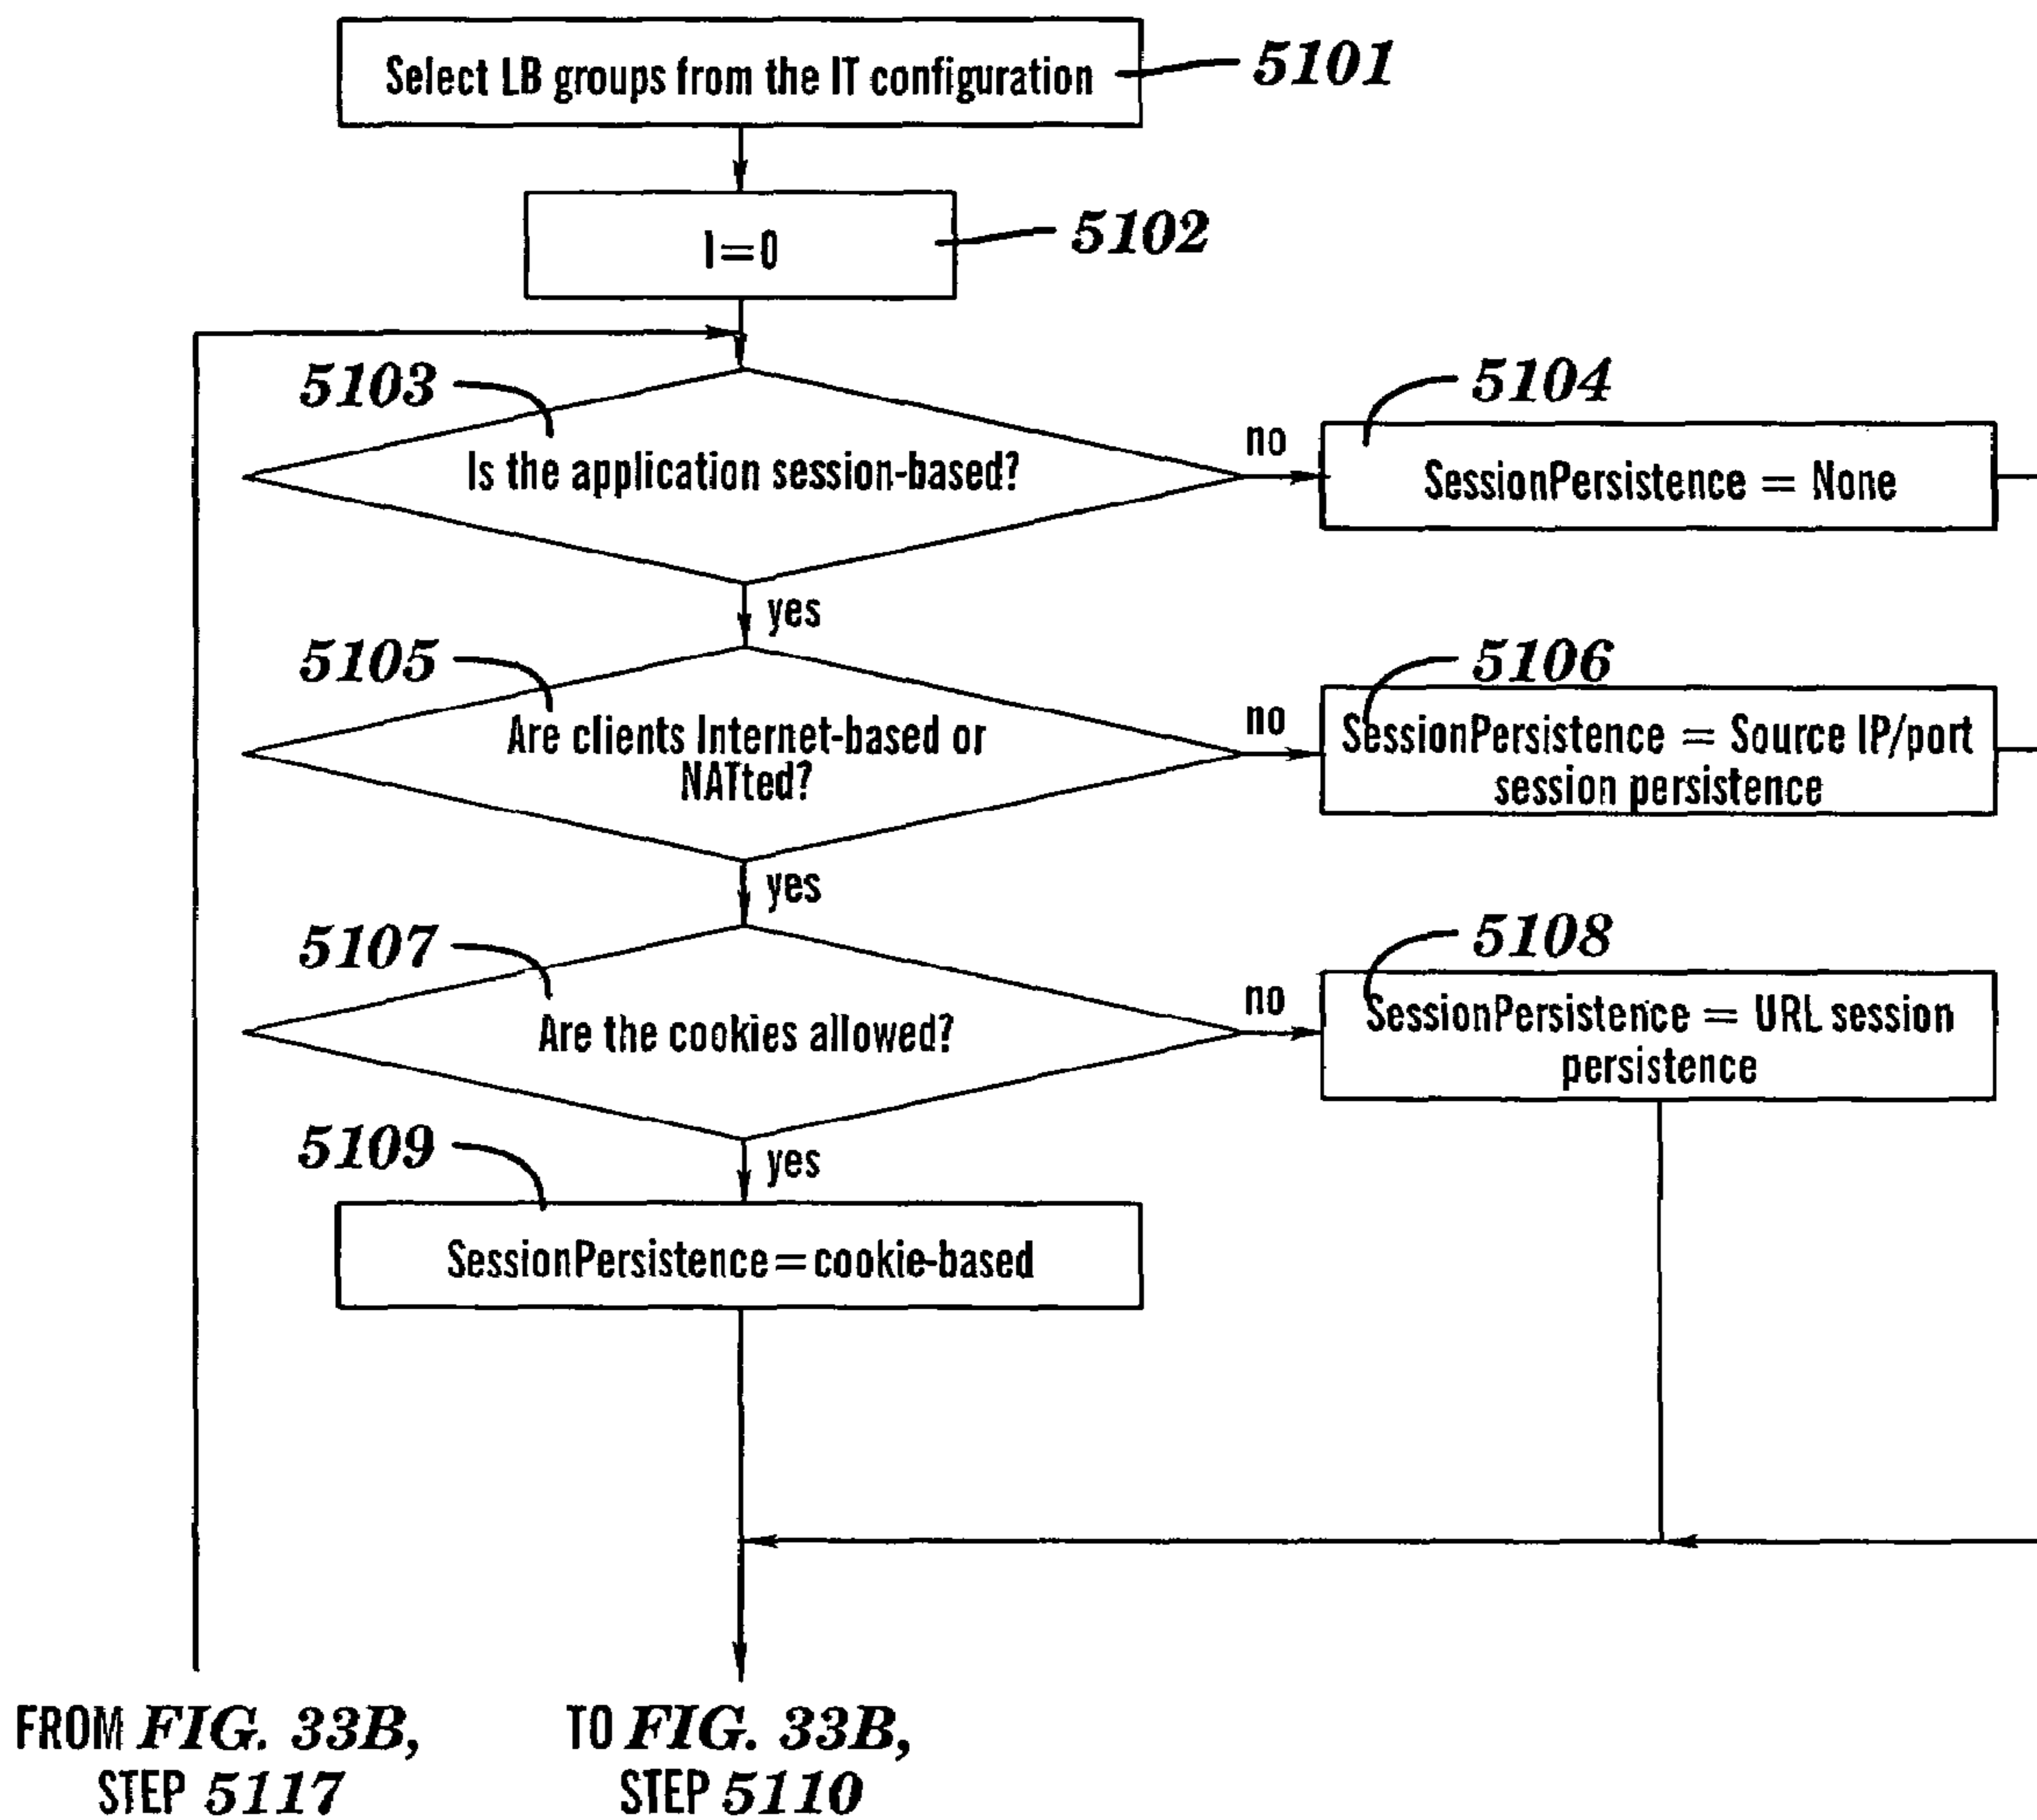 Select LB groups from the IT configuration
5101
I=0
5102
5103
Is the application session-based?
no
5104
SessionPersistence = None
yes
5105
Are clients Internet-based or
NATted?
no
5106
SessionPersistence = Source IP/port
session persistence
yes
5107
Are the cookies allowed?
no
5108
SessionPersistence = URL session
persistence
yes
5109
SessionPersistence = cookie-based
FROM FIG. 33B,
STEP 5117
TO FIG. 33B,
STEP 5110